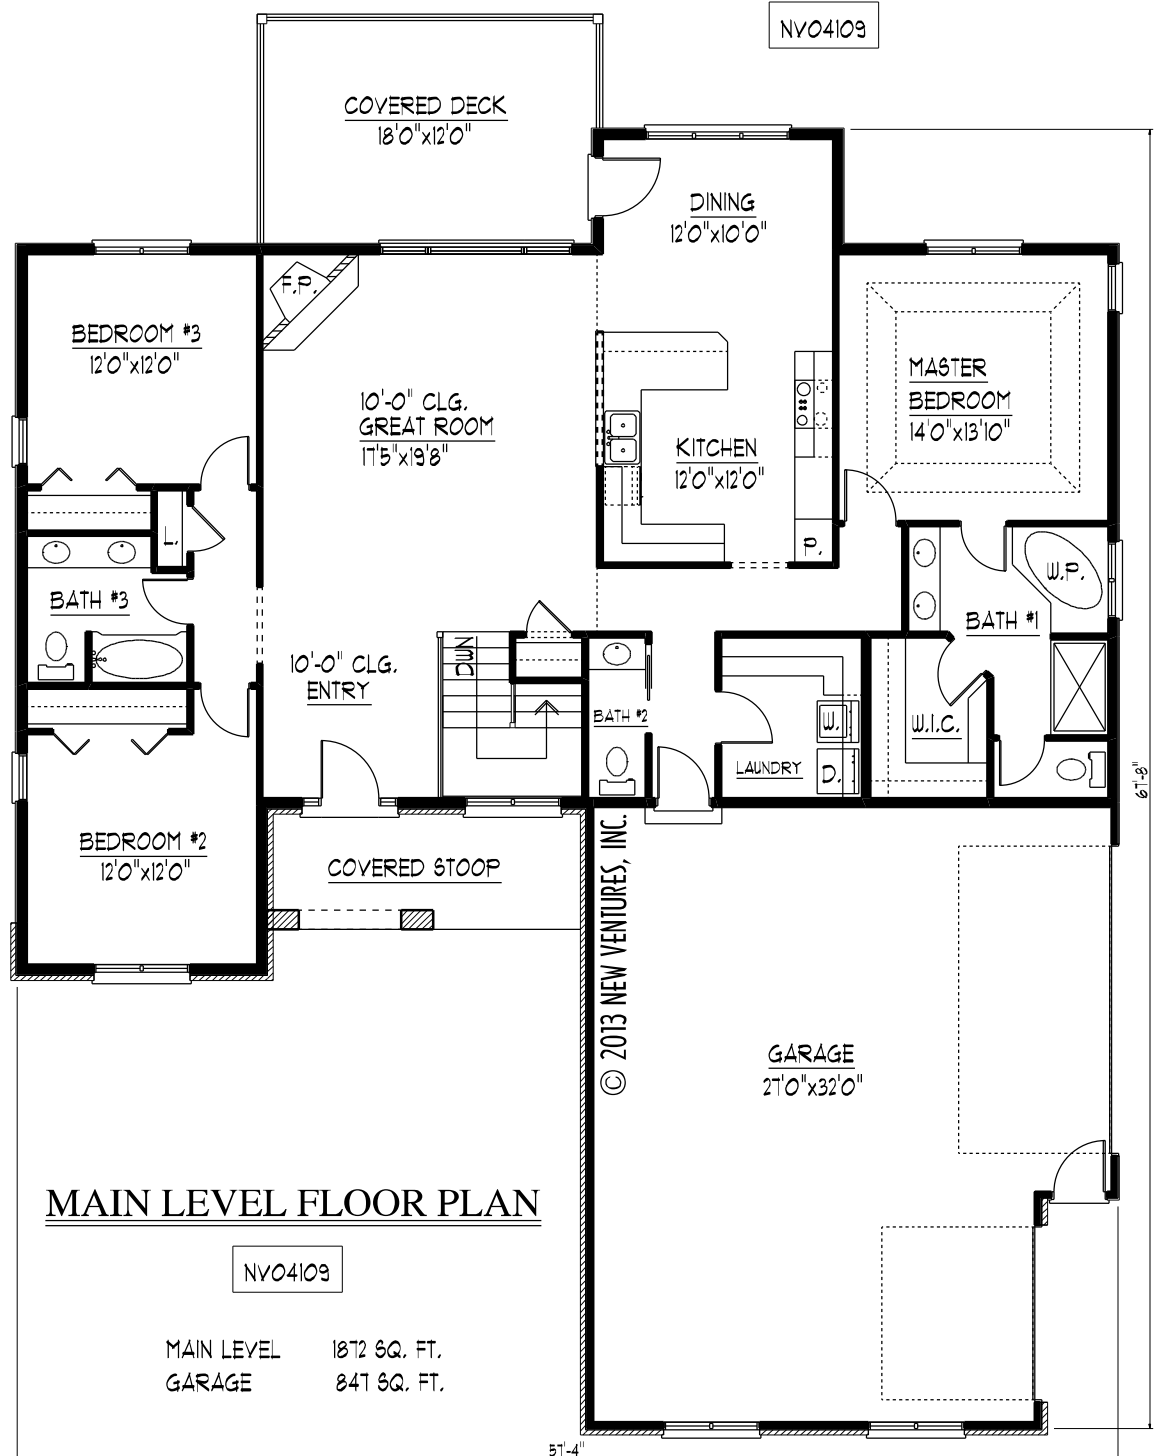 NV04109
COVERED DECK
18'0"x12'0"
DINING
12'0"x10'0"
F.P.
BEDROOM #3
12'0"x12'0"
10'-0" CLG.
GREAT ROOM
17'5"x19'8"
MASTER
BEDROOM
14'0"x13'10"
KITCHEN
12'0"x12'0"
L.
P.
W.P.
BATH #3
BATH #1
10'-0" CLG.
ENTRY
DWN
BATH #2
W.
D.
LAUNDRY
W.I.C.
67'-8"
BEDROOM #2
12'0"x12'0"
COVERED STOOP
© 2013 NEW VENTURES, INC.
GARAGE
27'0"x32'0"
MAIN LEVEL FLOOR PLAN
NV04109
MAIN LEVEL 1872 SQ. FT.
GARAGE 847 SQ. FT.
57'-4"